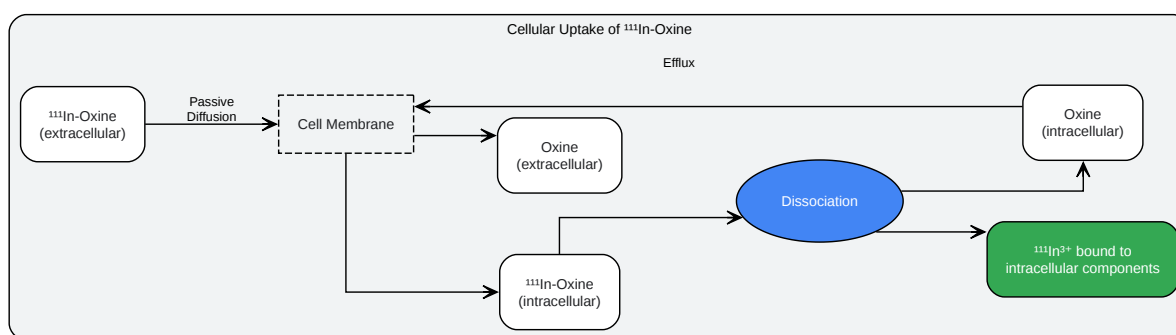 Cellular Uptake of ¹¹¹In-Oxine
Efflux
¹¹¹In-Oxine
(extracellular)
Passive
Diffusion
Cell Membrane
Oxine
(extracellular)
Oxine
(intracellular)
Dissociation
¹¹¹In-Oxine
(intracellular)
¹¹¹In³⁺ bound to
intracellular components